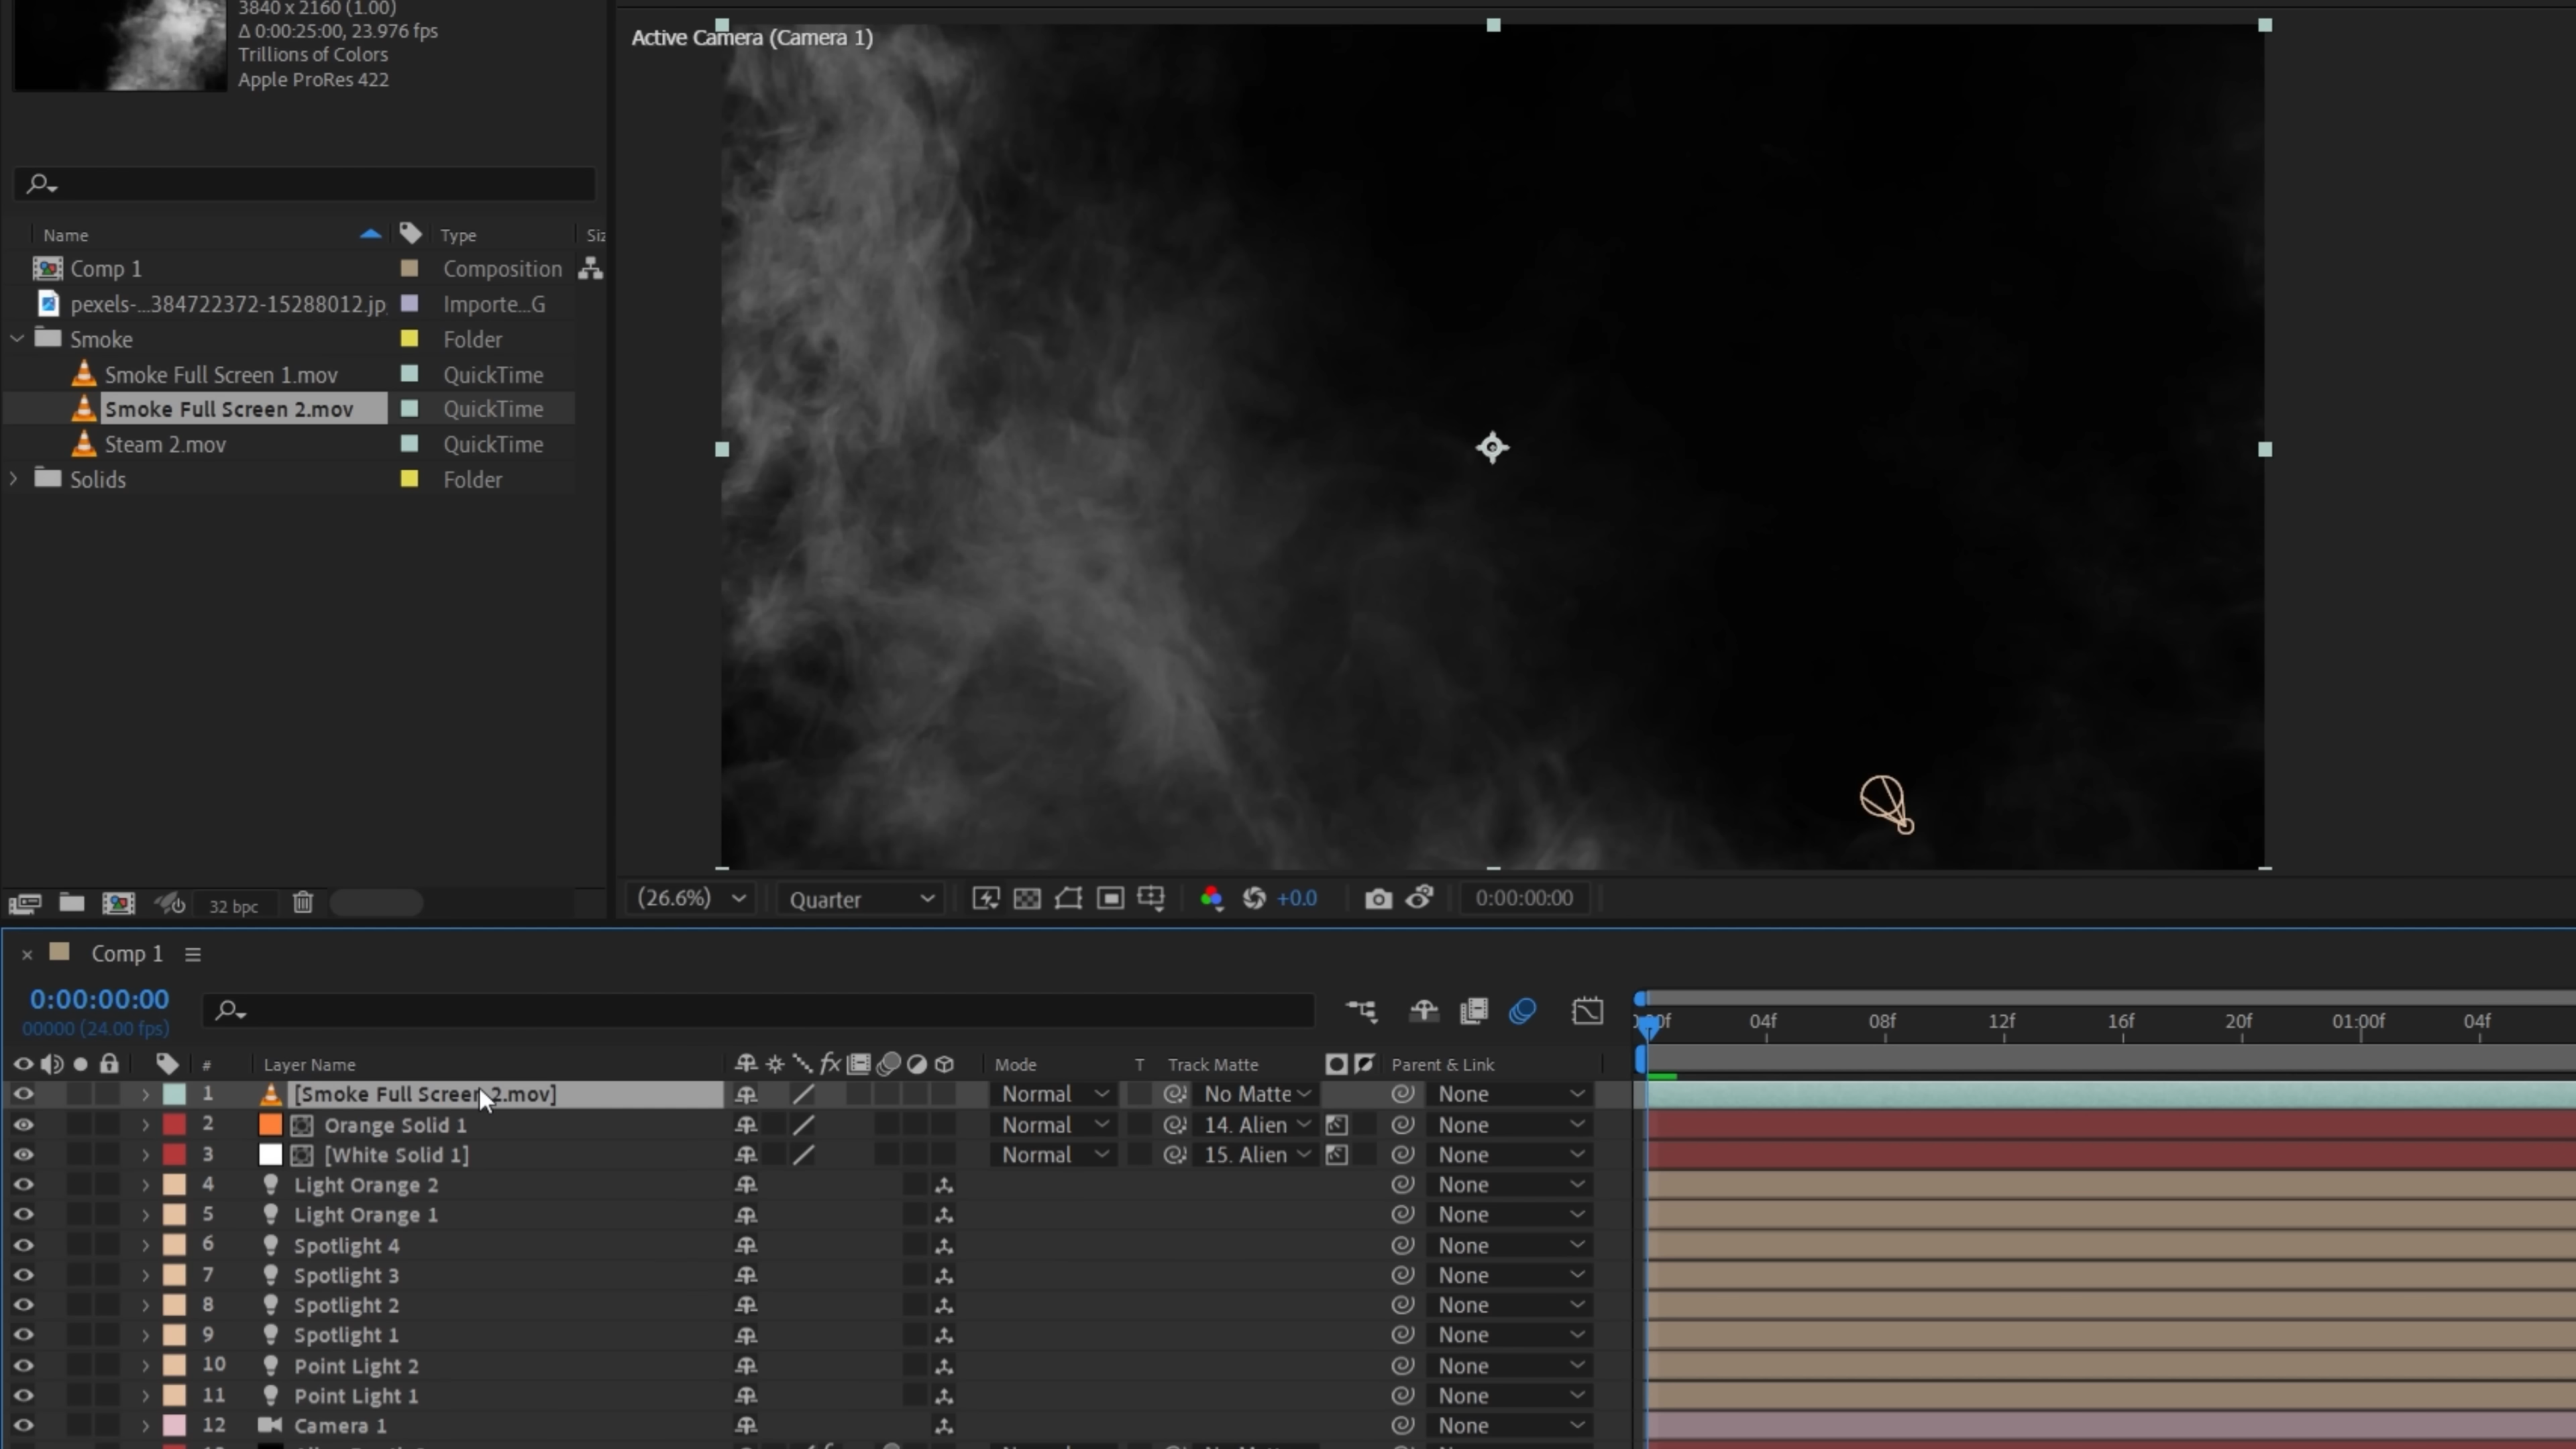 3840 x 2160 (1.00)
Δ 0:00:25:00, 23.976 fps
Trillions of Colors
Apple ProRes 422
Name Type Siz
Comp 1 Composition
pexels-...384722372-15288012.jp Importe...G
Smoke Folder
Smoke Full Screen 1.mov QuickTime
Smoke Full Screen 2.mov QuickTime
Steam 2.mov QuickTime
Solids Folder
32 bpc
Active Camera (Camera 1)
(26.6%) Quarter +0.0 0:00:00:00
× Comp 1
0:00:00:00
00000 (24.00 fps)
04f 08f 12f 16f 20f 01:00f 04f
# Layer Name fx Mode T Track Matte Parent & Link
1 [Smoke Full Screen 2.mov] Normal No Matte None
2 Orange Solid 1 Normal 14. Alien None
3 [White Solid 1] Normal 15. Alien None
4 Light Orange 2 None
5 Light Orange 1 None
6 Spotlight 4 None
7 Spotlight 3 None
8 Spotlight 2 None
9 Spotlight 1 None
10 Point Light 2 None
11 Point Light 1 None
12 Camera 1 None